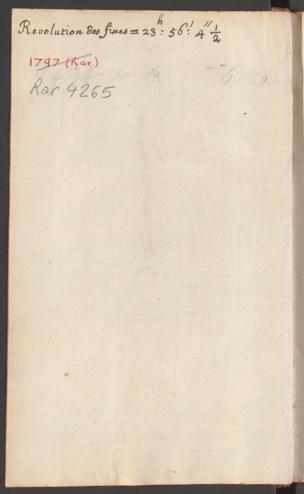 Revolution des fixes = 23h : 56' : 4'' 1/2
1797 (Rar)
Rar 4265